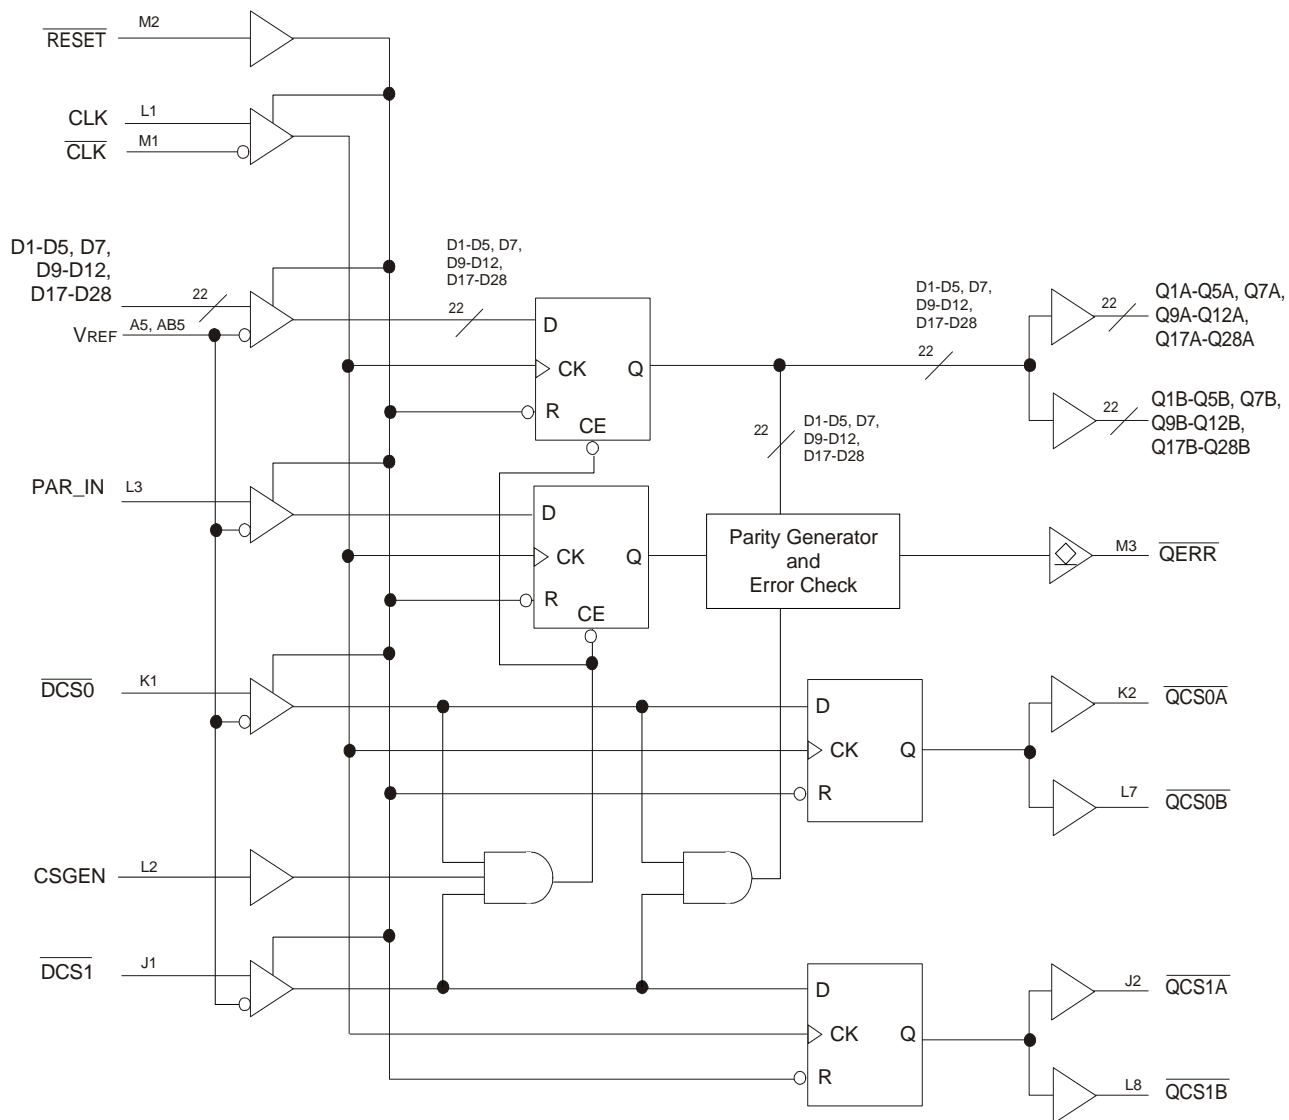 M2
RESET
CLK
L1
CLK
M1
D1-D5, D7,
D9-D12,
D17-D28
22
VREF
A5, AB5
D1-D5, D7,
D9-D12,
D17-D28
22
D
CK
Q
R
CE
D1-D5, D7,
D9-D12,
D17-D28
22
22
Q1A-Q5A, Q7A,
Q9A-Q12A,
Q17A-Q28A
22
Q1B-Q5B, Q7B,
Q9B-Q12B,
Q17B-Q28B
22
D1-D5, D7,
D9-D12,
D17-D28
PAR_IN
L3
D
CK
Q
R
CE
Parity Generator
and
Error Check
M3
QERR
DCS0
K1
D
CK
Q
R
K2
QCS0A
L7
QCS0B
CSGEN
L2
DCS1
J1
D
CK
Q
R
J2
QCS1A
L8
QCS1B